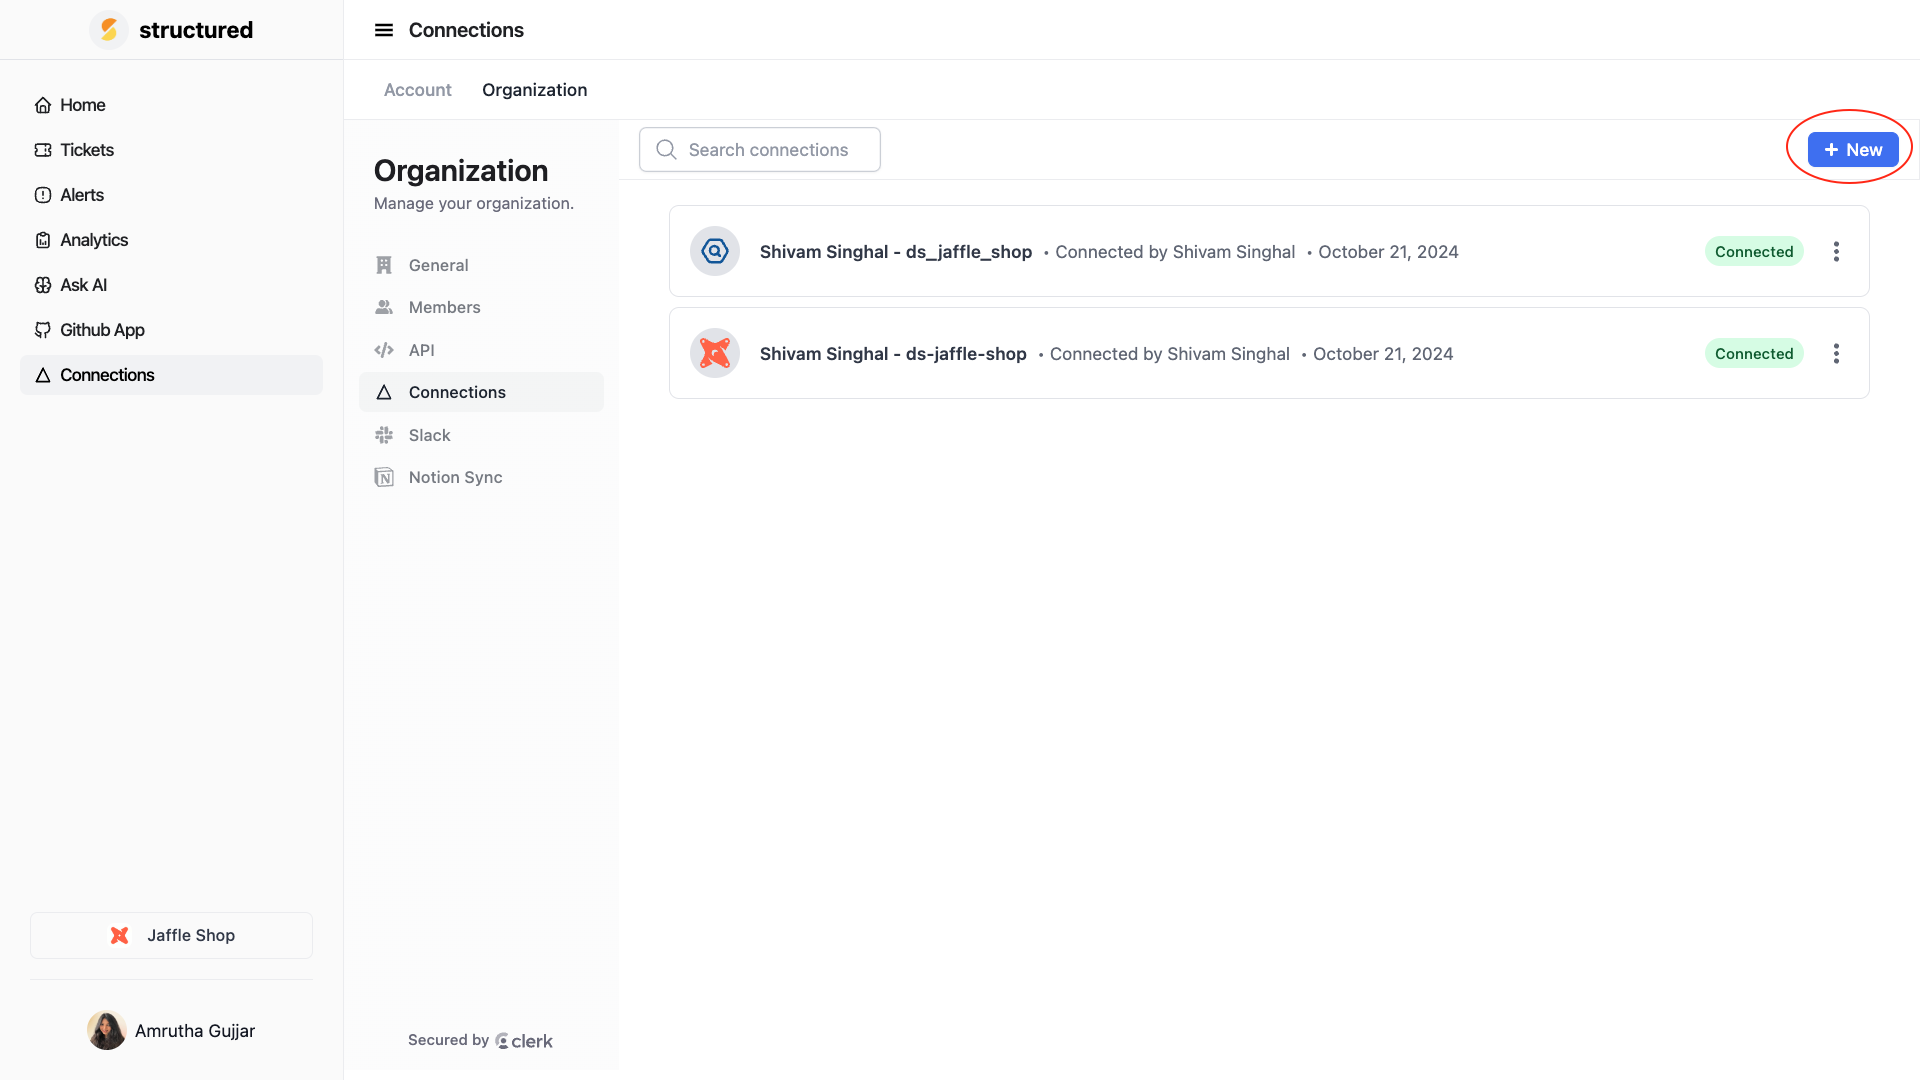 structured
Connections
Account
Organization
Home
Tickets
Alerts
Analytics
Ask AI
Github App
Connections
Jaffle Shop
Amrutha Gujjar
Organization
Manage your organization.
General
Members
API
Connections
Slack
Notion Sync
Secured by clerk
Search connections
+ New
Shivam Singhal - ds_jaffle_shop • Connected by Shivam Singhal • October 21, 2024 Connected
Shivam Singhal - ds-jaffle-shop • Connected by Shivam Singhal • October 21, 2024 Connected